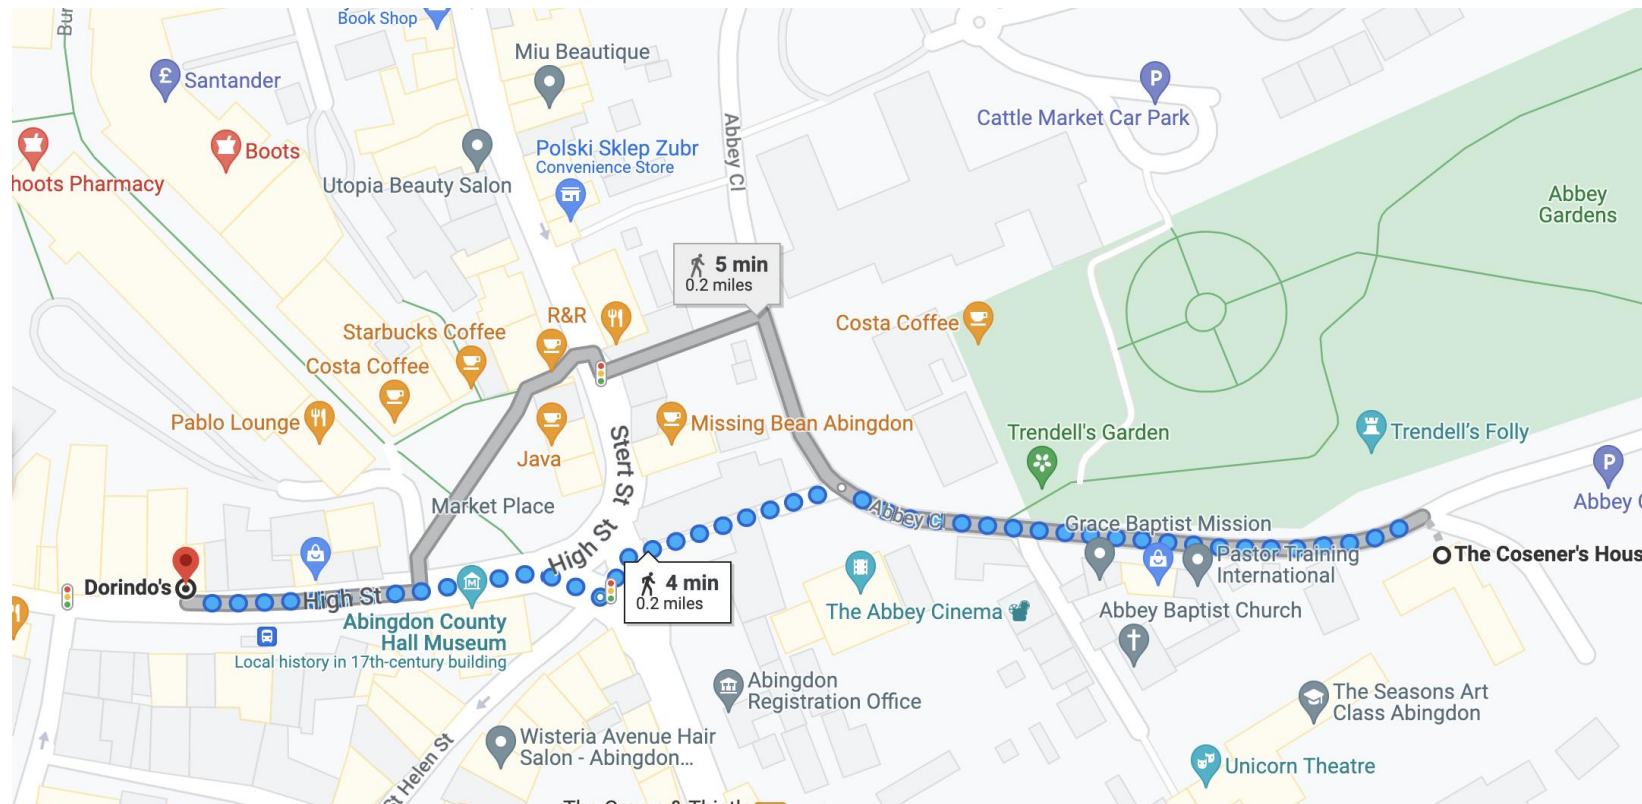 Bur
Book Shop
Miu Beautique
£
Santander
P
Cattle Market Car Park
Abbey Cl
Polski Sklep Zubr
Convenience Store
Boots
hoots Pharmacy
Utopia Beauty Salon
Abbey
Gardens
5 min
0.2 miles
R&R
Starbucks Coffee
Costa Coffee
Costa Coffee
Pablo Lounge
Missing Bean Abingdon
Java
Stert St
Trendell's Garden
Trendell's Folly
P
Abbey C
Market Place
High St
Abbey Cl
Grace Baptist Mission
Pastor Training
International
The Cosener's Hous
Dorindo's
High St
4 min
0.2 miles
Abingdon County
Hall Museum
Local history in 17th-century building
The Abbey Cinema
Abbey Baptist Church
Abingdon
Registration Office
The Seasons Art
Class Abingdon
Wisteria Avenue Hair
Salon - Abingdon...
St Helen St
Unicorn Theatre